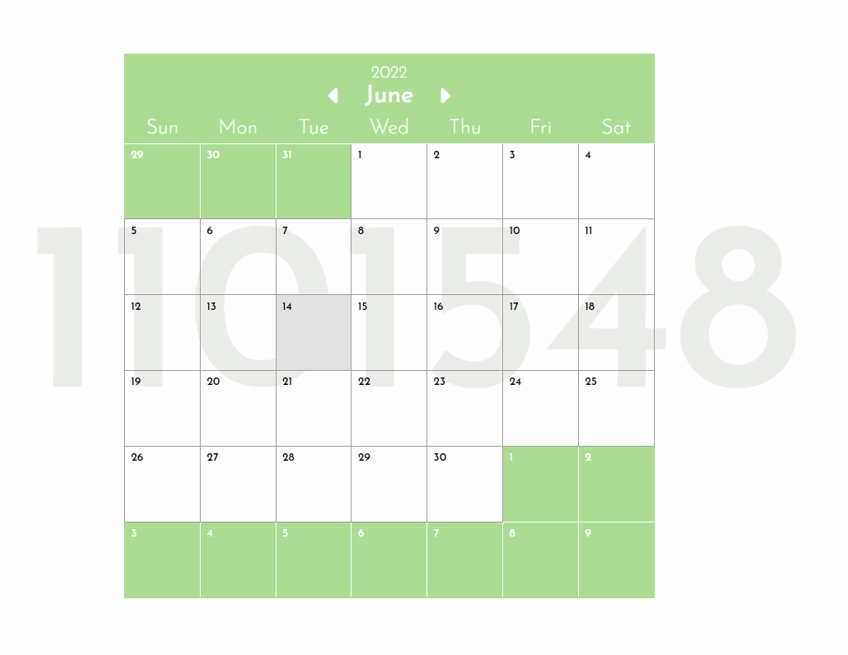 2022
June
Sun Mon Tue Wed Thu Fri Sat
29 30 31 1 2 3 4
5 6 7 8 9 10 11
1101548
12 13 14 15 16 17 18
19 20 21 22 23 24 25
26 27 28 29 30 1 2
3 4 5 6 7 8 9